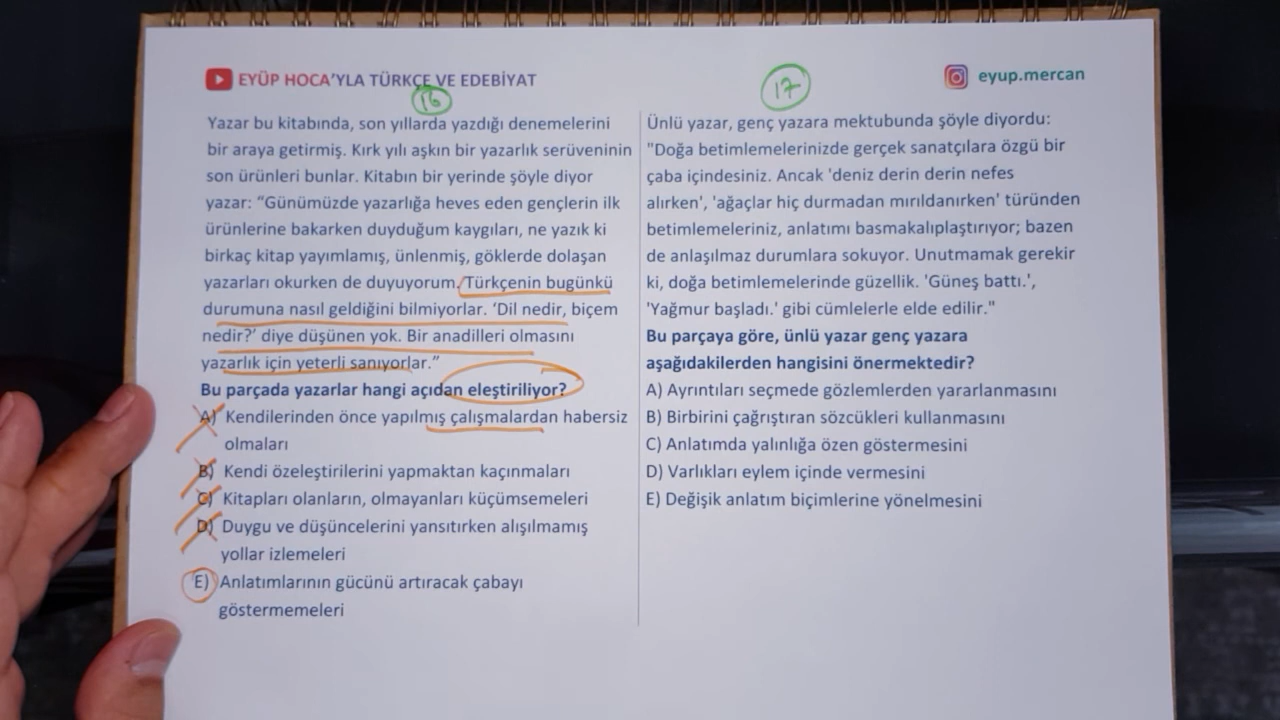 EYÜP HOCA'YLA TÜRKÇE VE EDEBİYAT
eyup.mercan
16
Yazar bu kitabında, son yıllarda yazdığı denemelerini
bir araya getirmiş. Kırk yılı aşkın bir yazarlık serüveninin
son ürünleri bunlar. Kitabın bir yerinde şöyle diyor
yazar: “Günümüzde yazarlığa heves eden gençlerin ilk
ürünlerine bakarken duyduğum kaygıları, ne yazık ki
birkaç kitap yayımlamış, ünlenmiş, göklerde dolaşan
yazarları okurken de duyuyorum. Türkçenin bugünkü
durumuna nasıl geldiğini bilmiyorlar. ‘Dil nedir, biçem
nedir?’ diye düşünen yok. Bir anadilleri olmasını
yazarlık için yeterli sanıyorlar.”
Bu parçada yazarlar hangi açıdan eleştiriliyor?
A) Kendilerinden önce yapılmış çalışmalardan habersiz
olmaları
B) Kendi özeleştirilerini yapmaktan kaçınmaları
C) Kitapları olanların, olmayanları küçümsemeleri
D) Duygu ve düşüncelerini yansıtırken alışılmamış
yollar izlemeleri
E) Anlatımlarının gücünü artıracak çabayı
göstermemeleri
17
Ünlü yazar, genç yazara mektubunda şöyle diyordu:
"Doğa betimlemelerinizde gerçek sanatçılara özgü bir
çaba içindesiniz. Ancak 'deniz derin derin nefes
alırken', 'ağaçlar hiç durmadan mırıldanırken' türünden
betimlemeleriniz, anlatımı basmakalıplaştırıyor; bazen
de anlaşılmaz durumlara sokuyor. Unutmamak gerekir
ki, doğa betimlemelerinde güzellik. 'Güneş battı.',
'Yağmur başladı.' gibi cümlelerle elde edilir."
Bu parçaya göre, ünlü yazar genç yazara
aşağıdakilerden hangisini önermektedir?
A) Ayrıntıları seçmede gözlemlerden yararlanmasını
B) Birbirini çağrıştıran sözcükleri kullanmasını
C) Anlatımda yalınlığa özen göstermesini
D) Varlıkları eylem içinde vermesini
E) Değişik anlatım biçimlerine yönelmesini